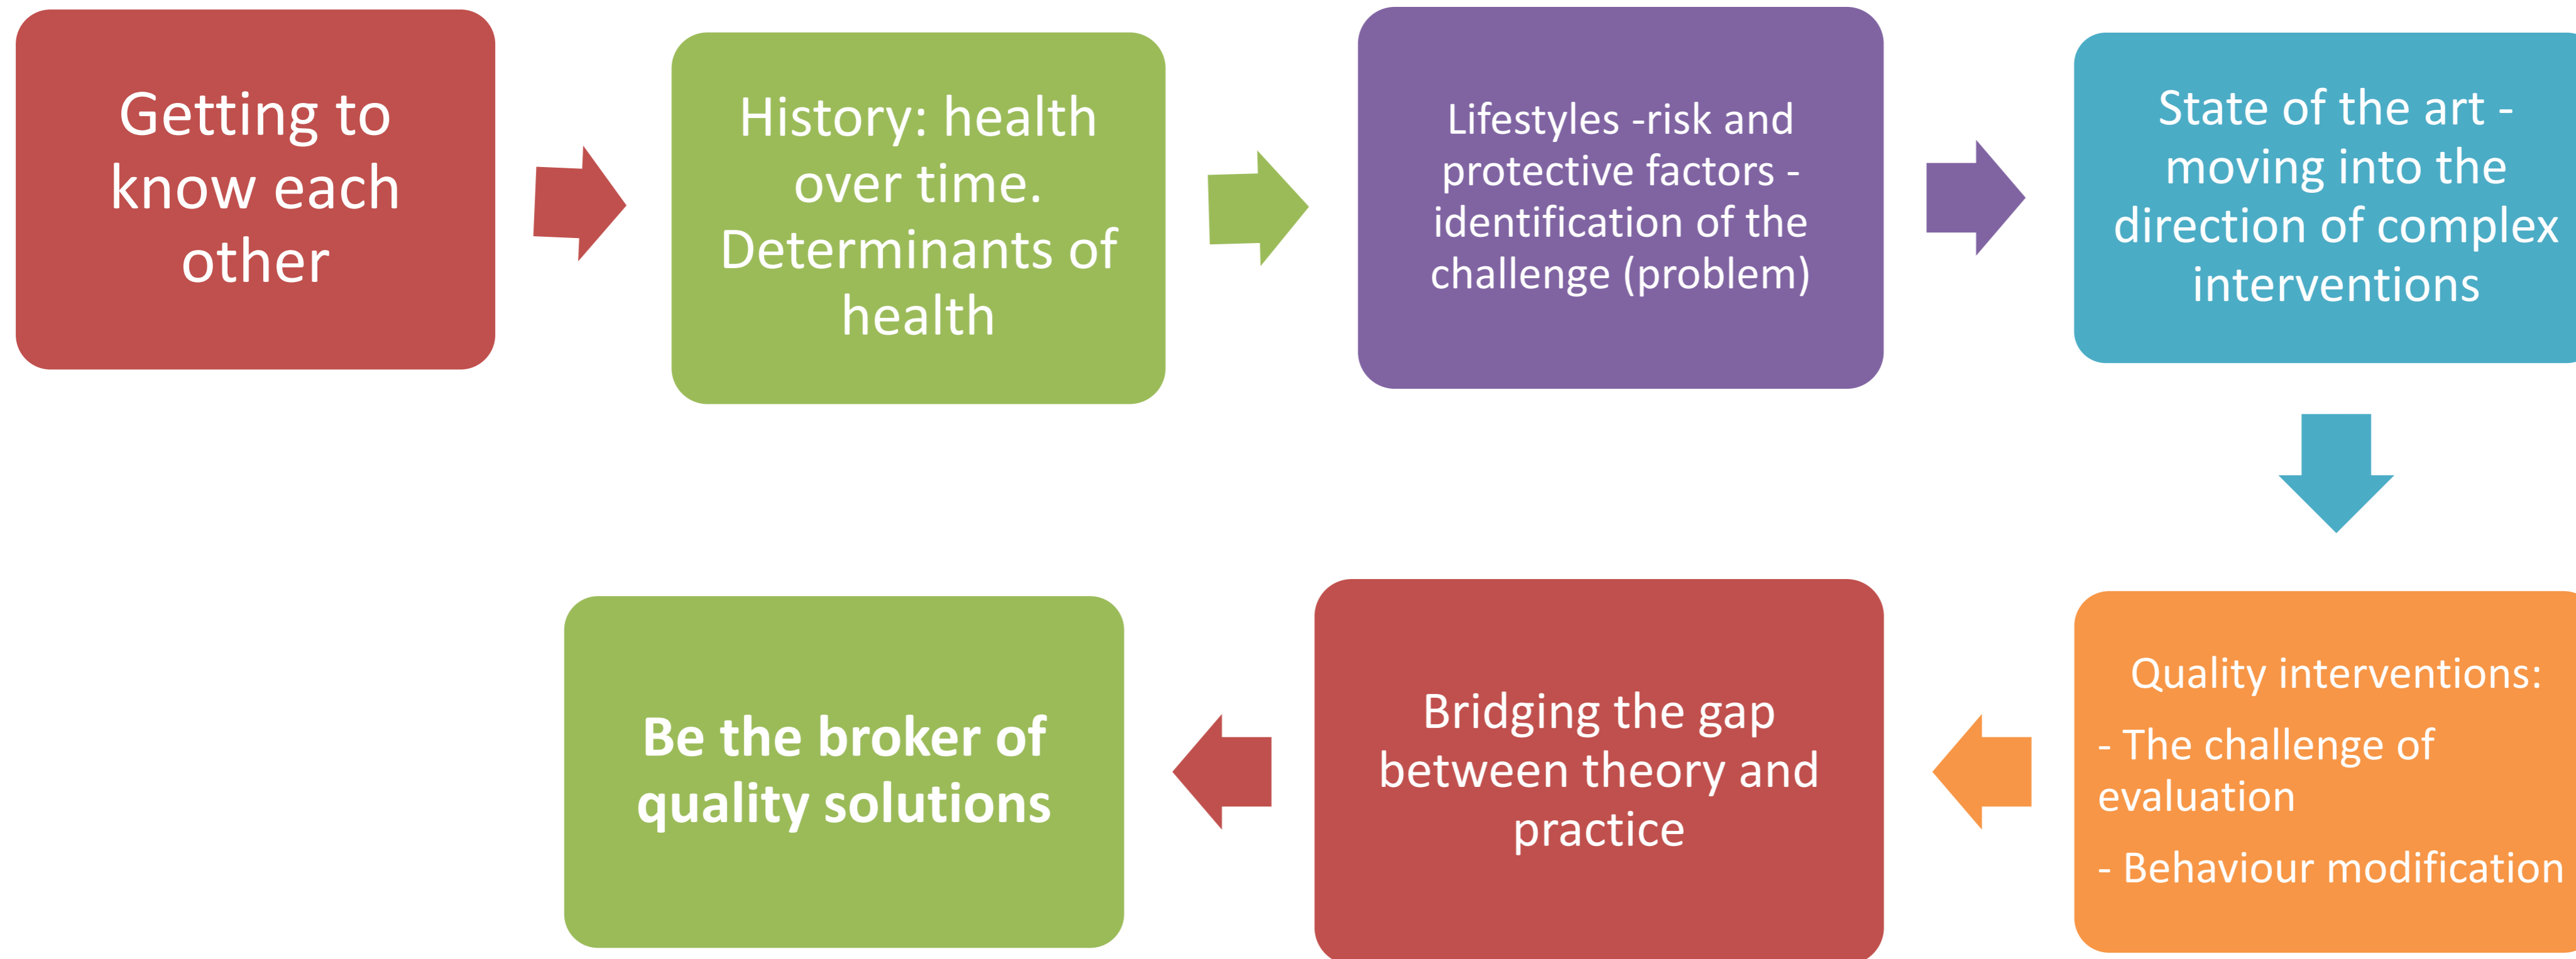 Getting to
know each
other
History: health
over time.
Determinants of
health
Lifestyles -risk and
protective factors -
identification of the
challenge (problem)
State of the art -
moving into the
direction of complex
interventions
Quality interventions:
- The challenge of
evaluation
- Behaviour modification
Bridging the gap
between theory and
practice
Be the broker of
quality solutions